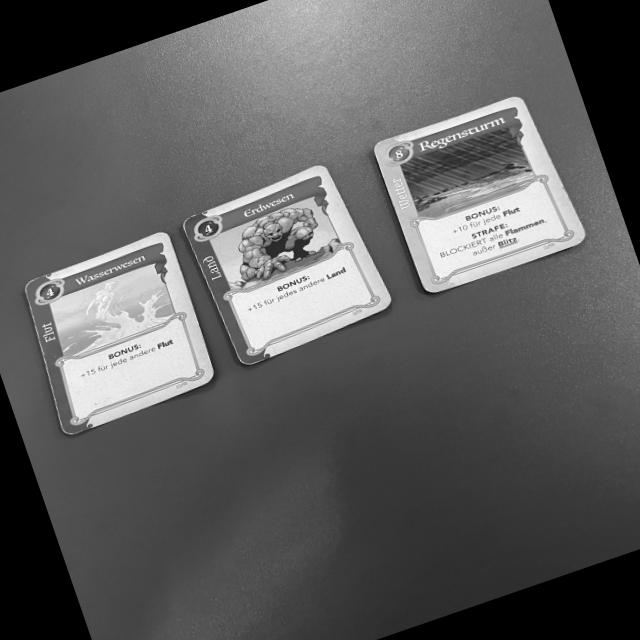 4
Wasserwesen
Flut
BONUS:
+15 für jede andere Flut
4
Erdwesen
Land
BONUS:
+15 für jedes andere Land
8
Regensturm
Wetter
BONUS:
+10 für jede Flut
STRAFE:
BLOCKIERT alle Flammen,
außer Blitz